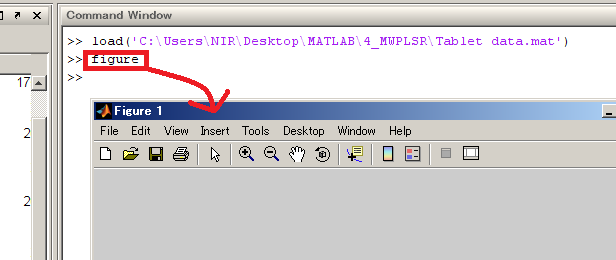 Command Window
>> load('C:\Users\NIR\Desktop\MATLAB\4_MWPLSR\Tablet data.mat')
>> figure
>>
17
2
2
Figure 1
File Edit View Insert Tools Desktop Window Help